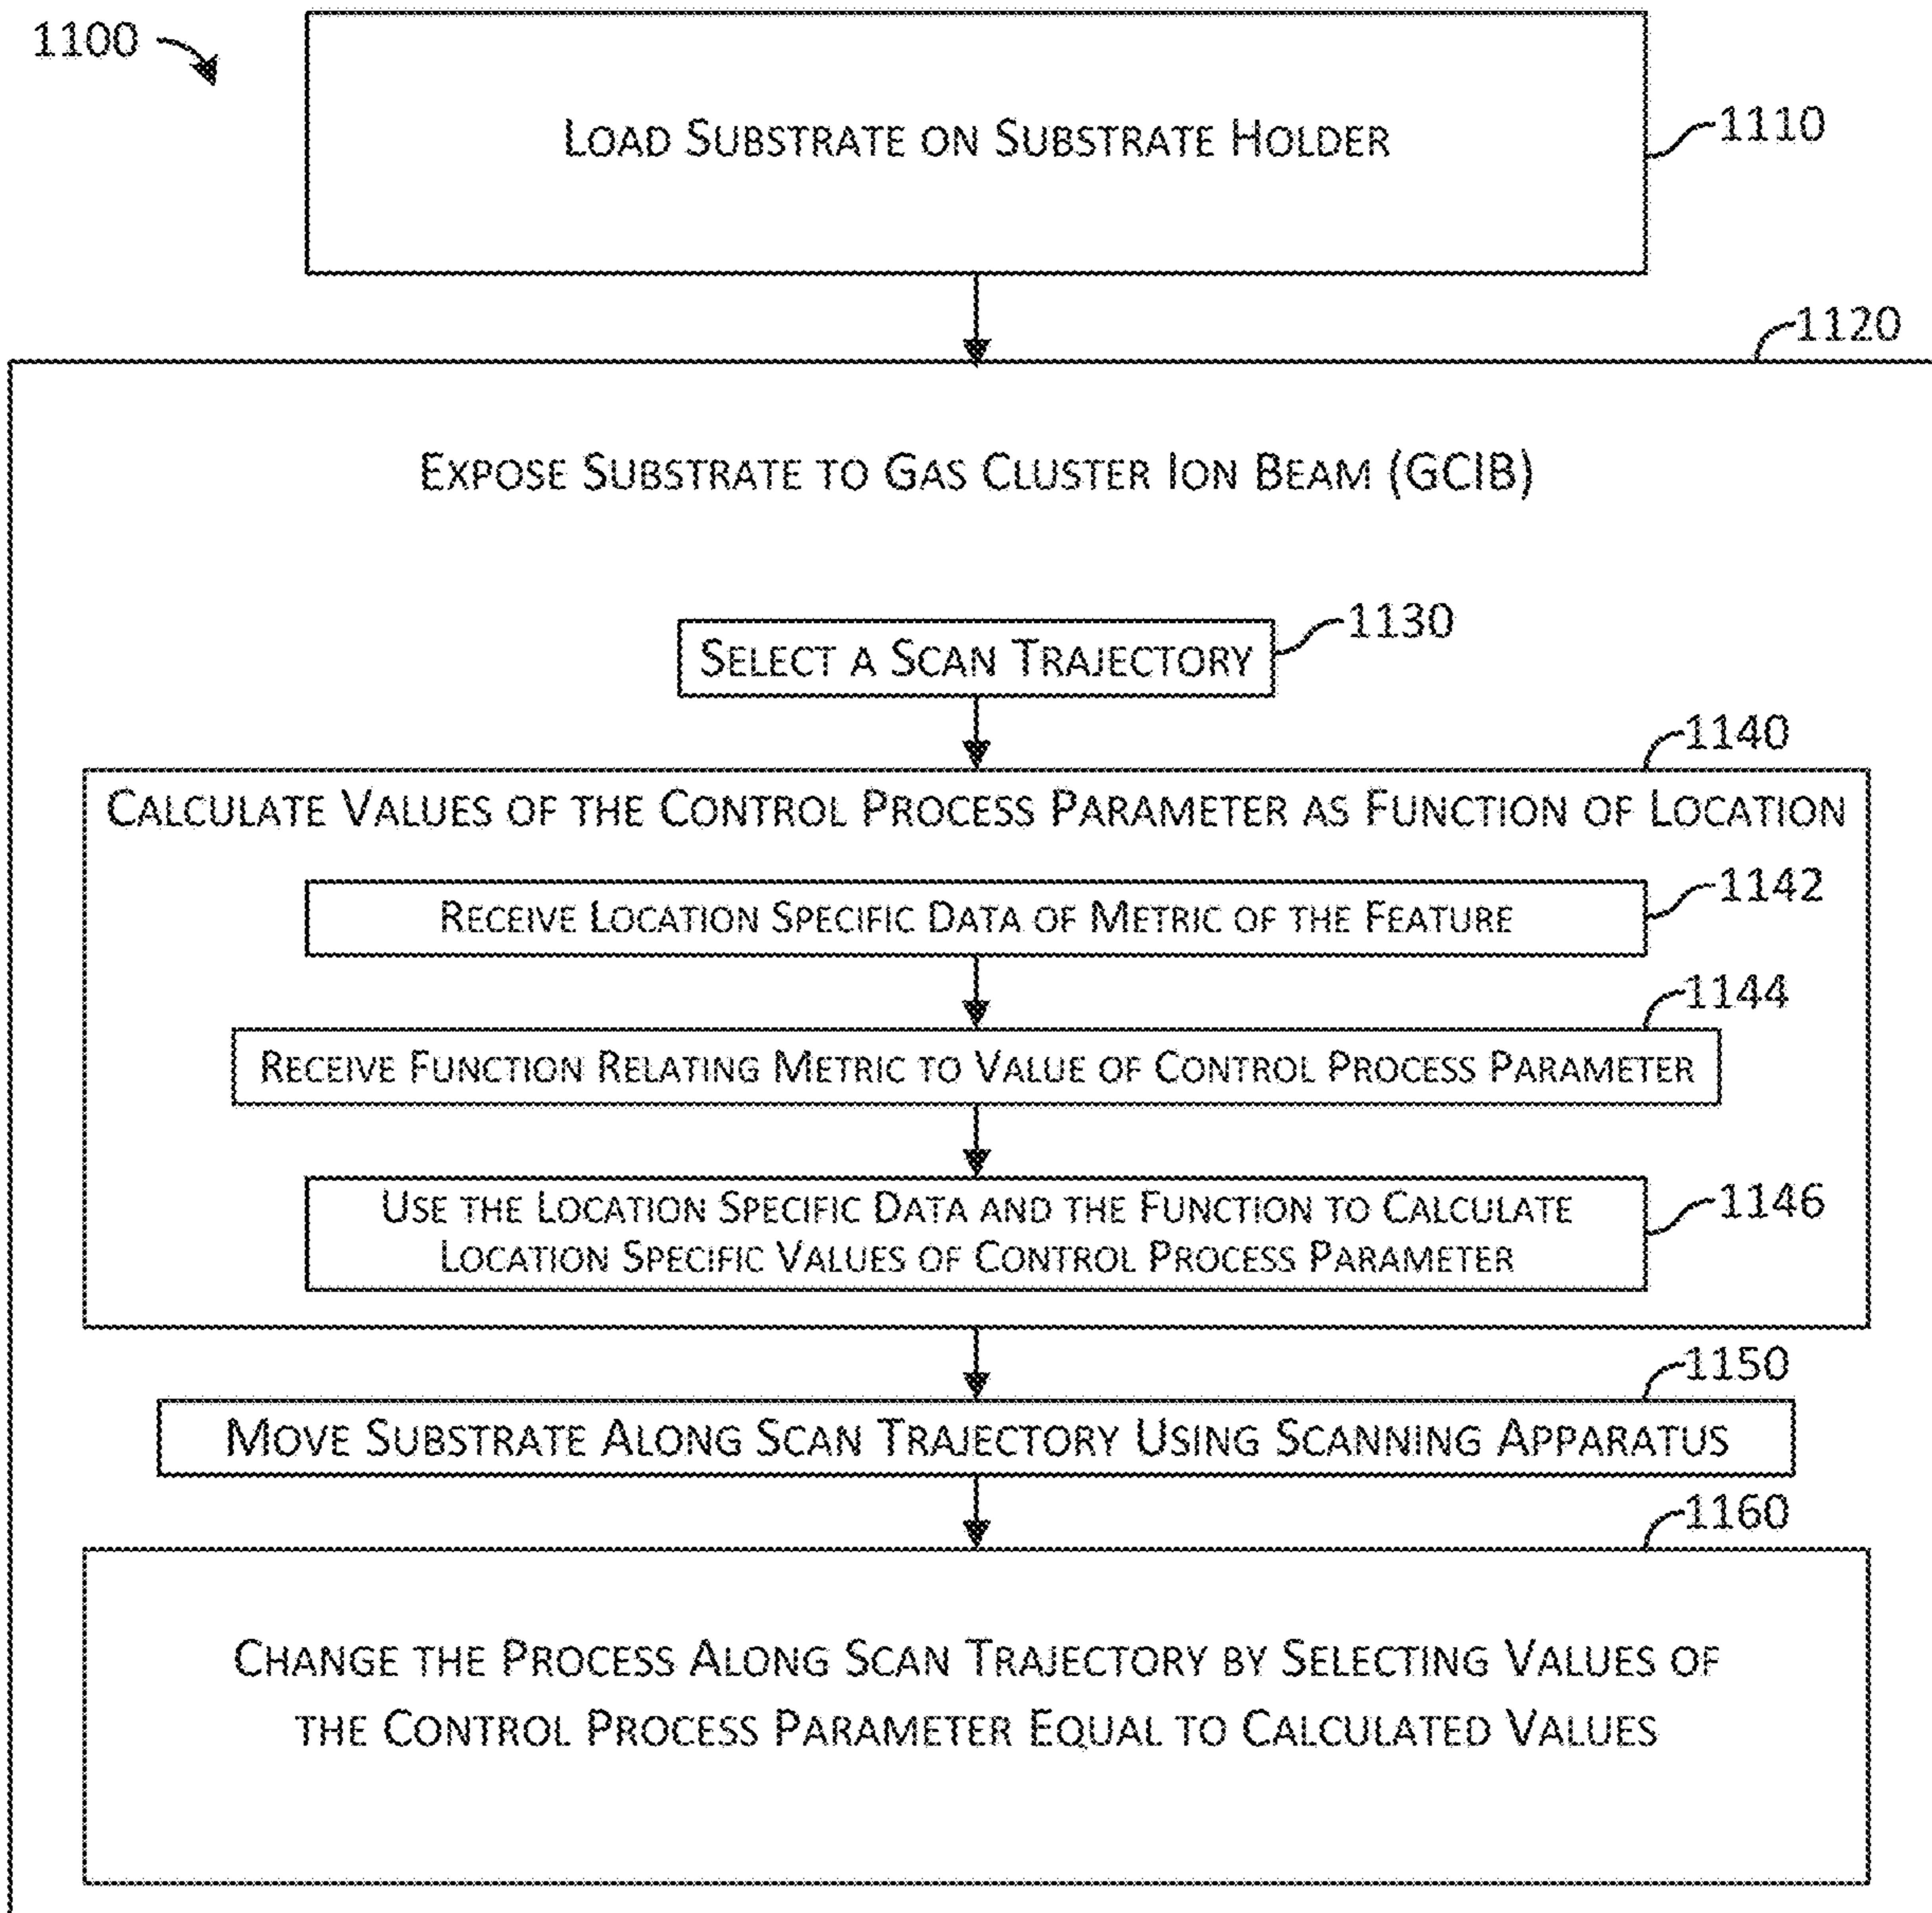 1100
LOAD SUBSTRATE ON SUBSTRATE HOLDER
1110
1120
EXPOSE SUBSTRATE TO GAS CLUSTER ION BEAM (GCIB)
1130
SELECT A SCAN TRAJECTORY
1140
CALCULATE VALUES OF THE CONTROL PROCESS PARAMETER AS FUNCTION OF LOCATION
1142
RECEIVE LOCATION SPECIFIC DATA OF METRIC OF THE FEATURE
1144
RECEIVE FUNCTION RELATING METRIC TO VALUE OF CONTROL PROCESS PARAMETER
USE THE LOCATION SPECIFIC DATA AND THE FUNCTION TO CALCULATE
LOCATION SPECIFIC VALUES OF CONTROL PROCESS PARAMETER
1146
1150
MOVE SUBSTRATE ALONG SCAN TRAJECTORY USING SCANNING APPARATUS
1160
CHANGE THE PROCESS ALONG SCAN TRAJECTORY BY SELECTING VALUES OF
THE CONTROL PROCESS PARAMETER EQUAL TO CALCULATED VALUES